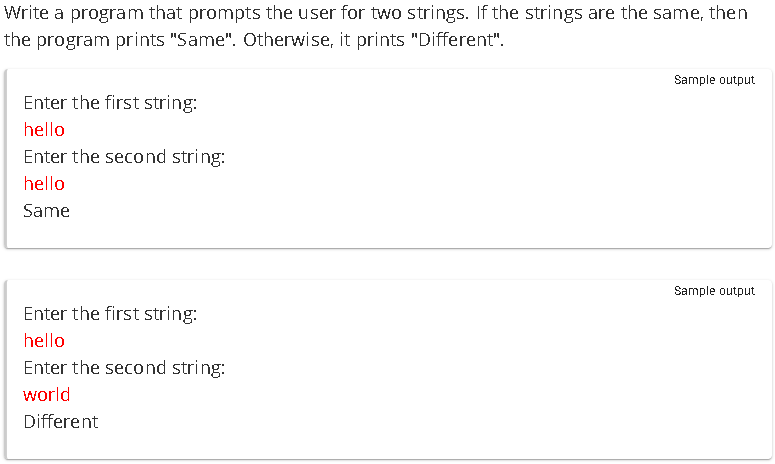 Write a program that prompts the user for two strings. If the strings are the same, then
the program prints "Same". Otherwise, it prints "Different".
Sample output
Enter the first string:
hello
Enter the second string:
hello
Same
Sample output
Enter the first string:
hello
Enter the second string:
world
Different